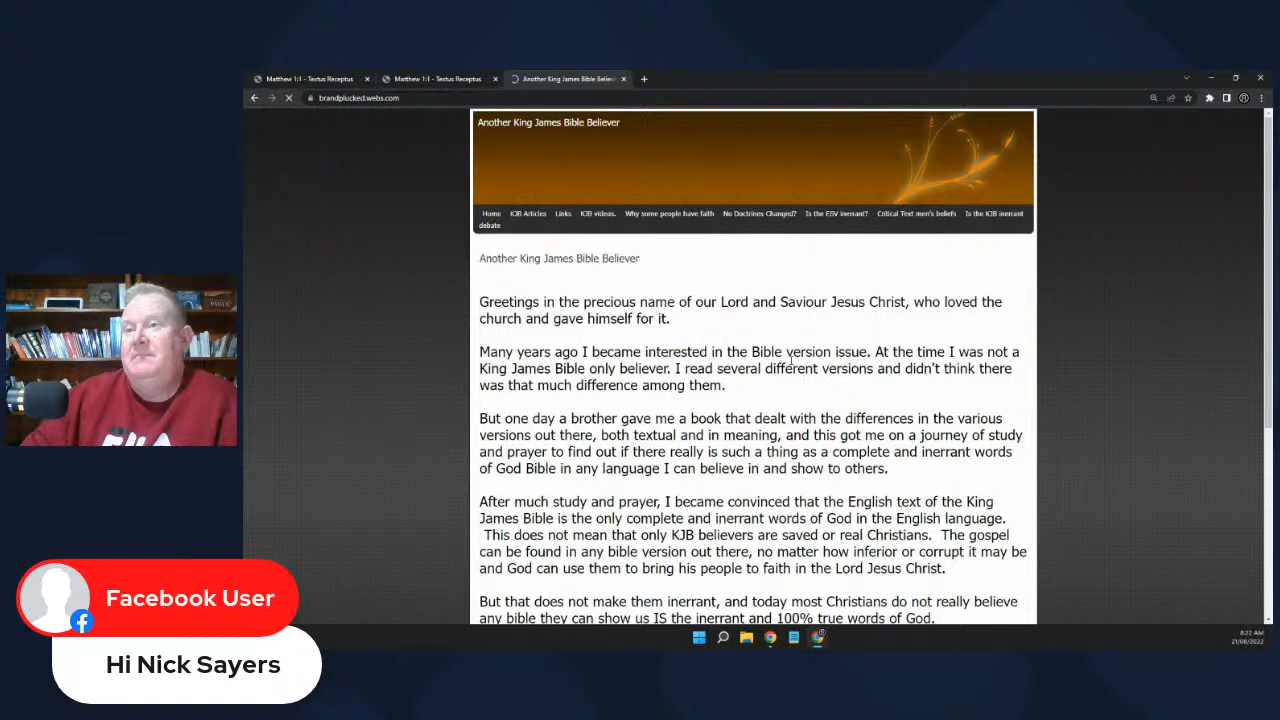 Matthew 1:1 - Textus Receptus
Matthew 1:1 - Textus Receptus
Another King James Bible Believe
brandplucked.webs.com
Another King James Bible Believer
Home KJB Articles Links KJB videos. Why some people have faith No Doctrines Changed? Is the ESV inerrant? Critical Text men's beliefs Is the KJB inerrant
debate
Another King James Bible Believer
Greetings in the precious name of our Lord and Saviour Jesus Christ, who loved the
church and gave himself for it.
Many years ago I became interested in the Bible version issue. At the time I was not a
King James Bible only believer. I read several different versions and didn't think there
was that much difference among them.
But one day a brother gave me a book that dealt with the differences in the various
versions out there, both textual and in meaning, and this got me on a journey of study
and prayer to find out if there really is such a thing as a complete and inerrant words
of God Bible in any language I can believe in and show to others.
After much study and prayer, I became convinced that the English text of the King
James Bible is the only complete and inerrant words of God in the English language.
This does not mean that only KJB believers are saved or real Christians. The gospel
can be found in any bible version out there, no matter how inferior or corrupt it may be
and God can use them to bring his people to faith in the Lord Jesus Christ.
But that does not make them inerrant, and today most Christians do not really believe
any bible they can show us IS the inerrant and 100% true words of God.
8:22 AM
21/08/2022
Facebook User
Hi Nick Sayers